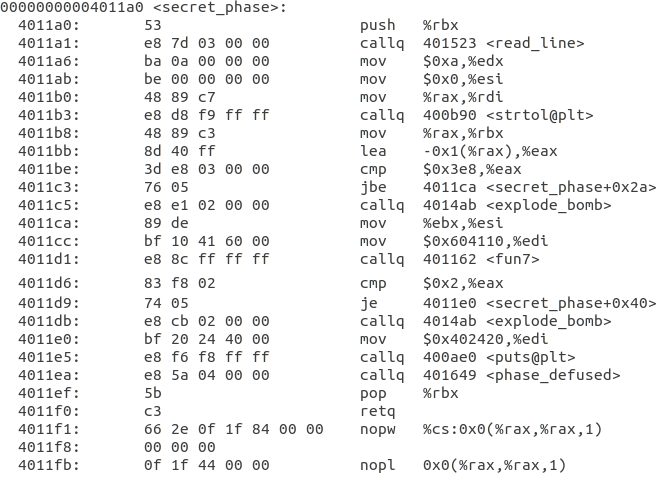 00000000004011a0 <secret_phase>:
4011a0: 53 push %rbx
4011a1: e8 7d 03 00 00 callq 401523 <read_line>
4011a6: ba 0a 00 00 00 mov $0xa,%edx
4011ab: be 00 00 00 00 mov $0x0,%esi
4011b0: 48 89 c7 mov %rax,%rdi
4011b3: e8 d8 f9 ff ff callq 400b90 <strtol@plt>
4011b8: 48 89 c3 mov %rax,%rbx
4011bb: 8d 40 ff lea -0x1(%rax),%eax
4011be: 3d e8 03 00 00 cmp $0x3e8,%eax
4011c3: 76 05 jbe 4011ca <secret_phase+0x2a>
4011c5: e8 e1 02 00 00 callq 4014ab <explode_bomb>
4011ca: 89 de mov %ebx,%esi
4011cc: bf 10 41 60 00 mov $0x604110,%edi
4011d1: e8 8c ff ff ff callq 401162 <fun7>
4011d6: 83 f8 02 cmp $0x2,%eax
4011d9: 74 05 je 4011e0 <secret_phase+0x40>
4011db: e8 cb 02 00 00 callq 4014ab <explode_bomb>
4011e0: bf 20 24 40 00 mov $0x402420,%edi
4011e5: e8 f6 f8 ff ff callq 400ae0 <puts@plt>
4011ea: e8 5a 04 00 00 callq 401649 <phase_defused>
4011ef: 5b pop %rbx
4011f0: c3 retq
4011f1: 66 2e 0f 1f 84 00 00 nopw %cs:0x0(%rax,%rax,1)
4011f8: 00 00 00
4011fb: 0f 1f 44 00 00 nopl 0x0(%rax,%rax,1)